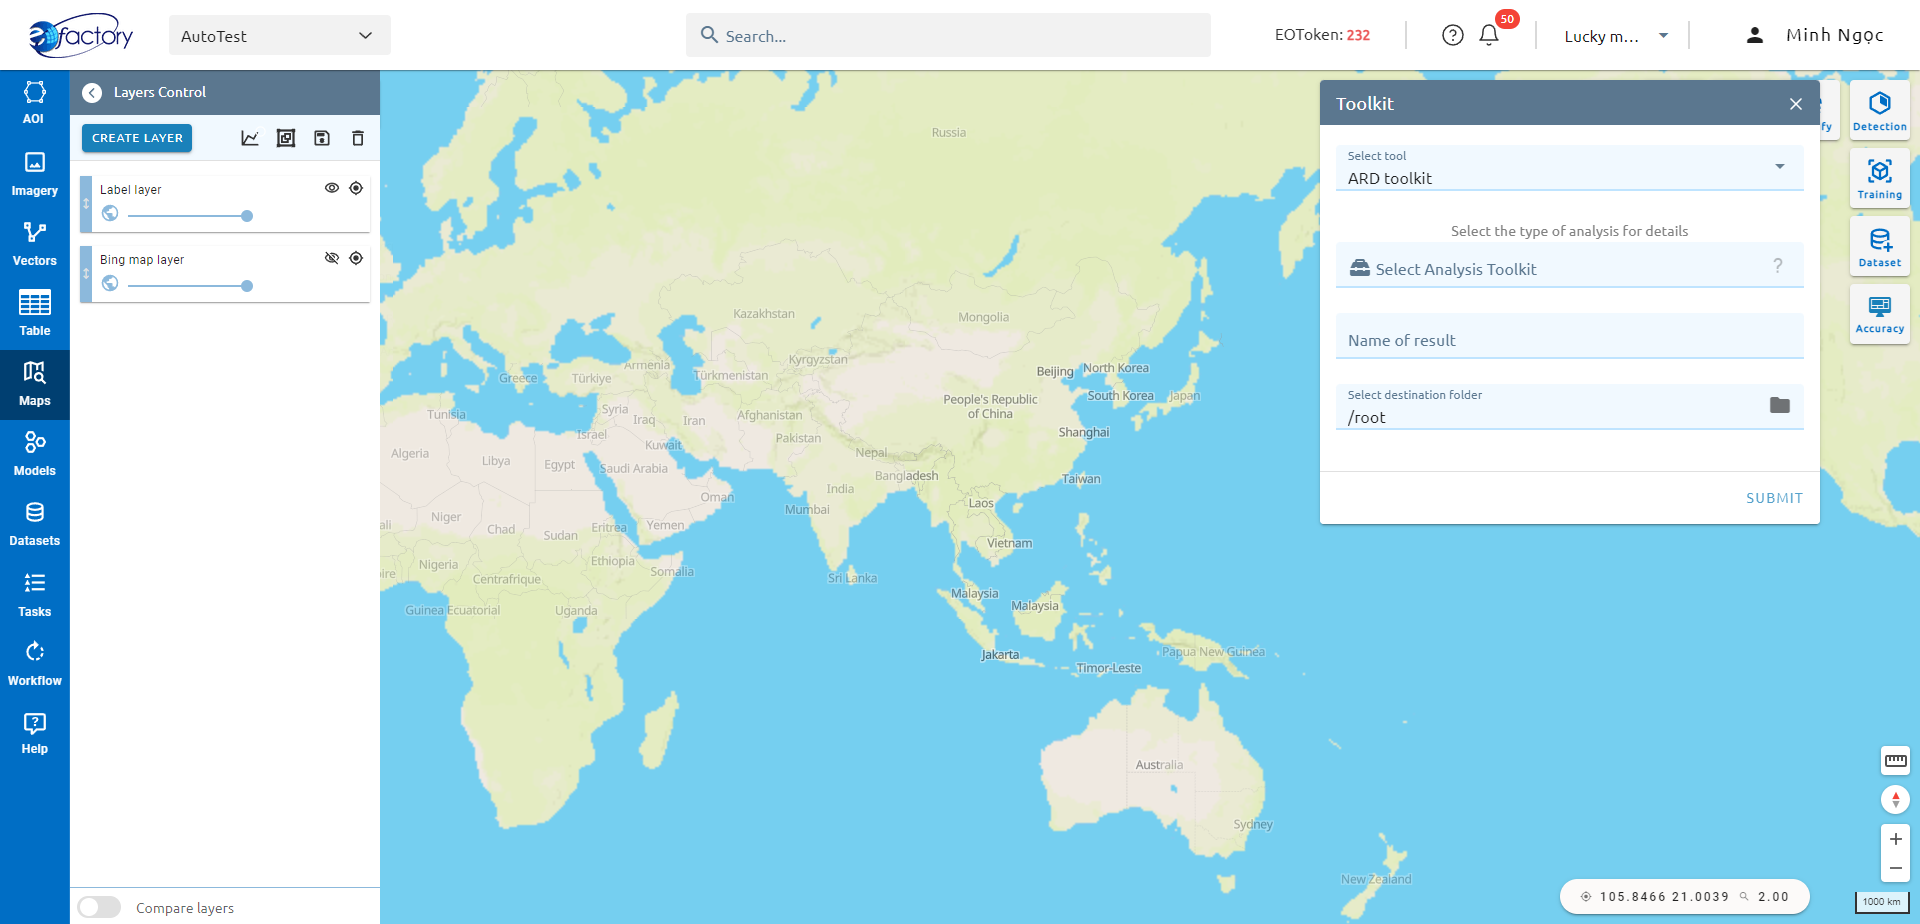 eofactory
AutoTest
Search...
EOToken: 232
50
Lucky m...
Minh Ngọc
AOI
Imagery
Vectors
Table
Maps
Models
Datasets
Tasks
Workflow
Help
Layers Control
CREATE LAYER
Label layer
Bing map layer
Compare layers
Russia
Kazakhstan
Mongolia
Kyrgyzstan
Armenia
Greece
Türkiye
Türkmenistan
Beijing
North Korea
South Korea
Japan
People's Republic
of China
Tunisia
Syria
Iraq
Iran
Afghanistan
Israel
Kuwait
Pakistan
Shanghai
Algeria
Libya
Egypt
Saudi Arabia
Nepal
Bangladesh
Taiwan
India
Oman
Mumbai
Laos
Niger
Chad
Sudan
Eritrea
Yemen
Vietnam
Nigeria
Centrafrique
Ethiopia
Somalia
Sri Lanka
Guinea Ecuatorial
Uganda
Malaysia
Malaysia
Jakarta
Timor-Leste
Papua New Guinea
Australia
Sydney
New Zealand
Toolkit
Select tool
ARD toolkit
Select the type of analysis for details
Select Analysis Toolkit
?
Name of result
Select destination folder
/root
SUBMIT
fy
Detection
Training
Dataset
Accuracy
105.8466 21.0039 2.00
1000 km